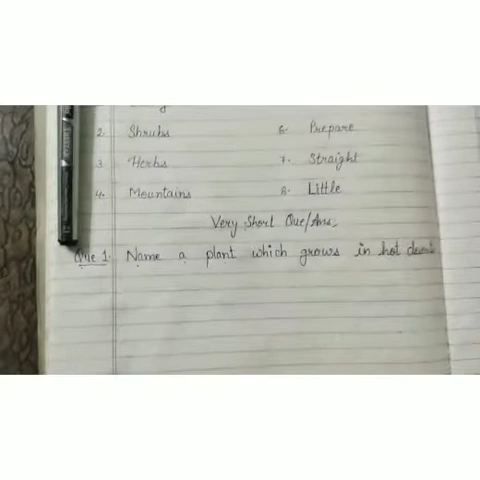 2. Shrubs 6. Prepare
3. Herbs 7. Straight
4. Mountains 8. Little
Very Short Que/Ans
Que 1. Name a plant which grows in hot desert